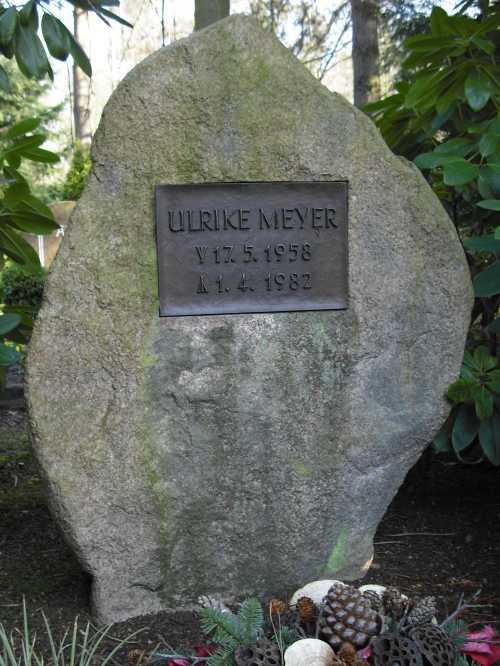 ULRIKE MEYER
ᛉ 17. 5. 1958
ᛣ 1. 4. 1982